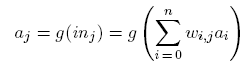 a_j = g(in_j) = g\left(\sum_{i=0}^{n} w_{i,j} a_i\right)